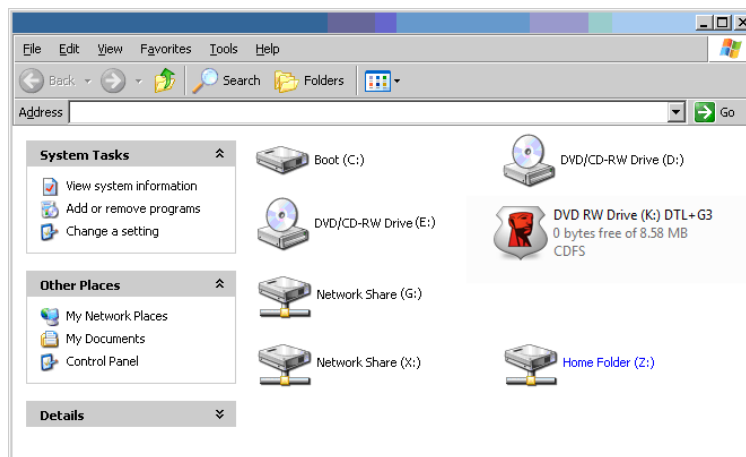 File Edit View Favorites Tools Help
Back Search Folders
Address Go
System Tasks
View system information
Add or remove programs
Change a setting
Other Places
My Network Places
My Documents
Control Panel
Details
Boot (C:)
DVD/CD-RW Drive (D:)
DVD/CD-RW Drive (E:)
DVD RW Drive (K:) DTL+G3
0 bytes free of 8.58 MB
CDFS
Network Share (G:)
Network Share (X:)
Home Folder (Z:)